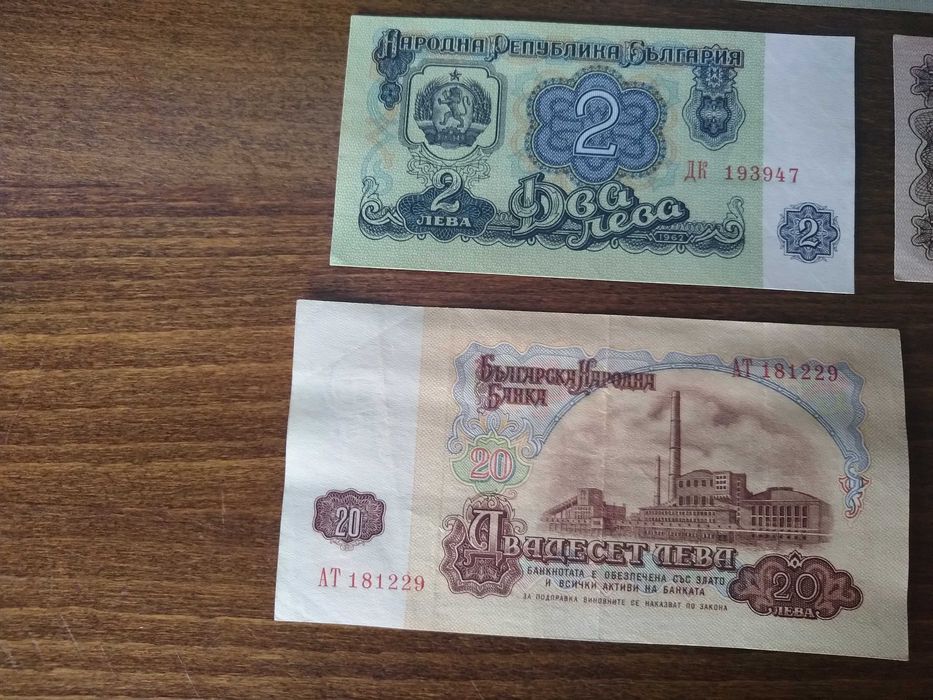 НАРОДНА РЕПУБЛИКА БЪЛГАРИЯ
2
ДК 193947
2
ЛЕВА
Два
лева
1962
2
БЪЛГАРСКА НАРОДНА
БАНКА
АТ 181229
20
20
АТ 181229
ДВАДЕСЕТ ЛЕВА
БАНКНОТАТА Е ОБЕЗПЕЧЕНА СЪС ЗЛАТО
И ВСИЧКИ АКТИВИ НА БАНКАТА
ЗА ПОДПРАВКА ВИНОВНИТЕ СЕ НАКАЗВАТ ПО ЗАКОНА
20
ЛЕВА